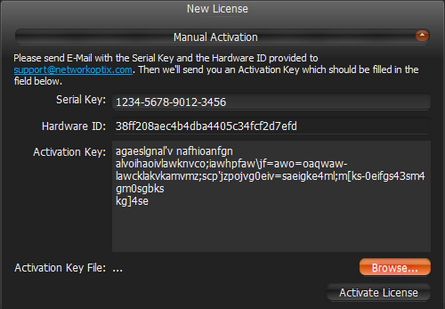 New License
Manual Activation
Please send E-Mail with the Serial Key and the Hardware ID provided to
support@networkoptix.com. Then we'll send you an Activation Key which should be filled in the
field below.
Serial Key: 1234-5678-9012-3456
Hardware ID: 38ff208aec4b4dba4405c34fcf2d7efd
Activation Key: agaeslgnal'v nafhioanfgn
alvoihaoivlawknvco;iawhpfaw\jf=awo=oaqwaw-
lawcklakvkamvmz;scp'jzpojvg0eiv=saeigke4ml;m[ks-0eifgs43sm4
gm0sgbks
kg]4se
Activation Key File: ...
Browse...
Activate License